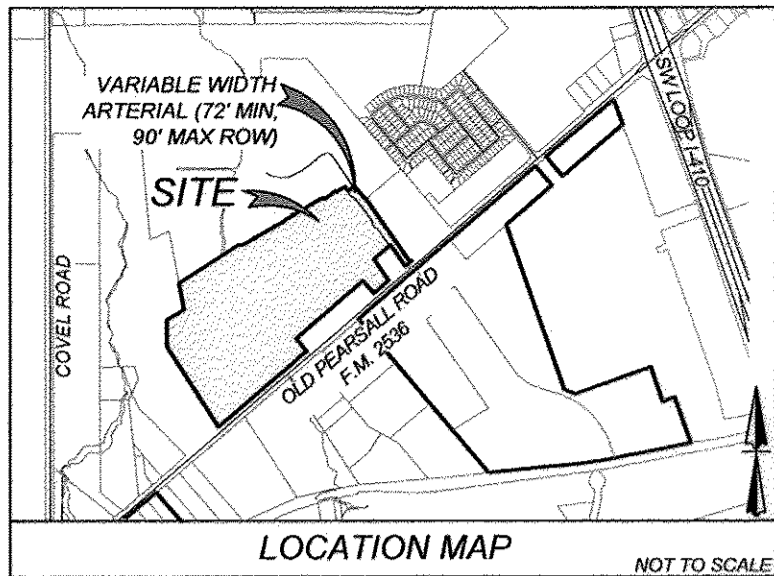 VARIABLE WIDTH
ARTERIAL (72' MIN,
90' MAX ROW)
SITE
SW LOOP I-410
COVEL ROAD
OLD PEARSALL ROAD
F.M. 2536
LOCATION MAP
NOT TO SCALE